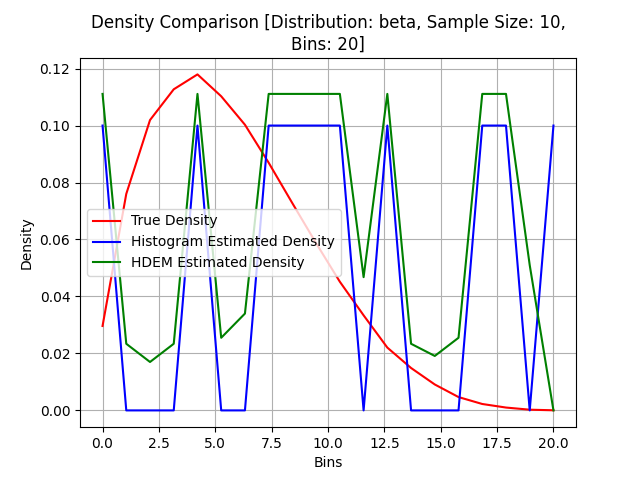 Density Comparison [Distribution: beta, Sample Size: 10,
Bins: 20]
0.12
0.10
0.08
0.06
0.04
0.02
0.00
Density
True Density
Histogram Estimated Density
HDEM Estimated Density
0.0 2.5 5.0 7.5 10.0 12.5 15.0 17.5 20.0
Bins